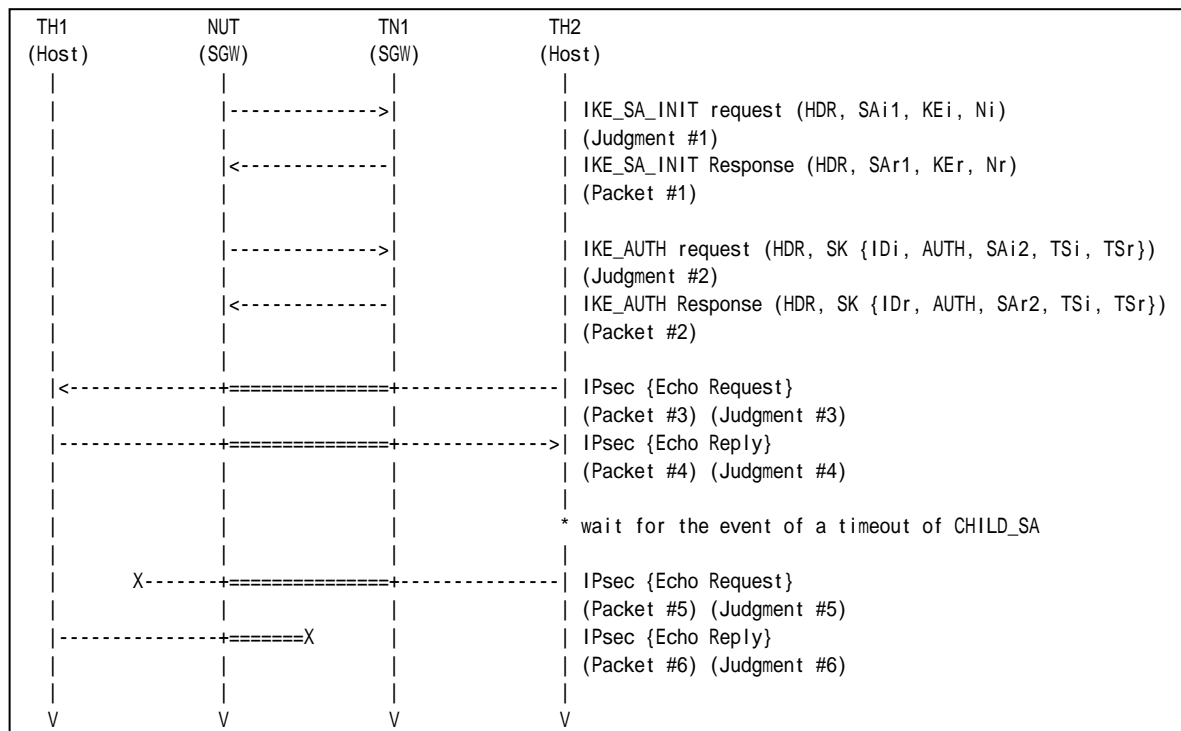 TH1 NUT TN1 TH2
(Host) (SGW) (SGW) (Host)
IKE_SA_INIT request (HDR, SAi1, KEi, Ni)
(Judgment #1)
IKE_SA_INIT Response (HDR, SAr1, KEr, Nr)
(Packet #1)
IKE_AUTH request (HDR, SK {IDi, AUTH, SAi2, TSi, TSr})
(Judgment #2)
IKE_AUTH Response (HDR, SK {IDr, AUTH, SAr2, TSi, TSr})
(Packet #2)
IPsec {Echo Request}
(Packet #3) (Judgment #3)
IPsec {Echo Reply}
(Packet #4) (Judgment #4)
* wait for the event of a timeout of CHILD_SA
X-------+===============+--------------| IPsec {Echo Request}
(Packet #5) (Judgment #5)
|--------------+=======X | | IPsec {Echo Reply}
(Packet #6) (Judgment #6)
V V V V